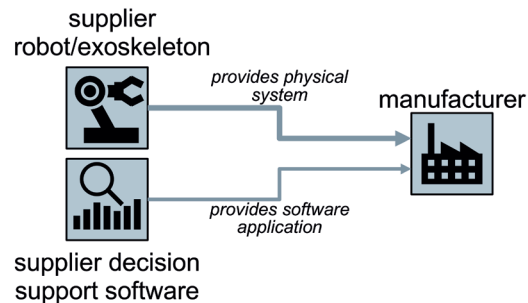 supplier
robot/exoskeleton
provides physical
system
manufacturer
provides software
application
supplier decision
support software